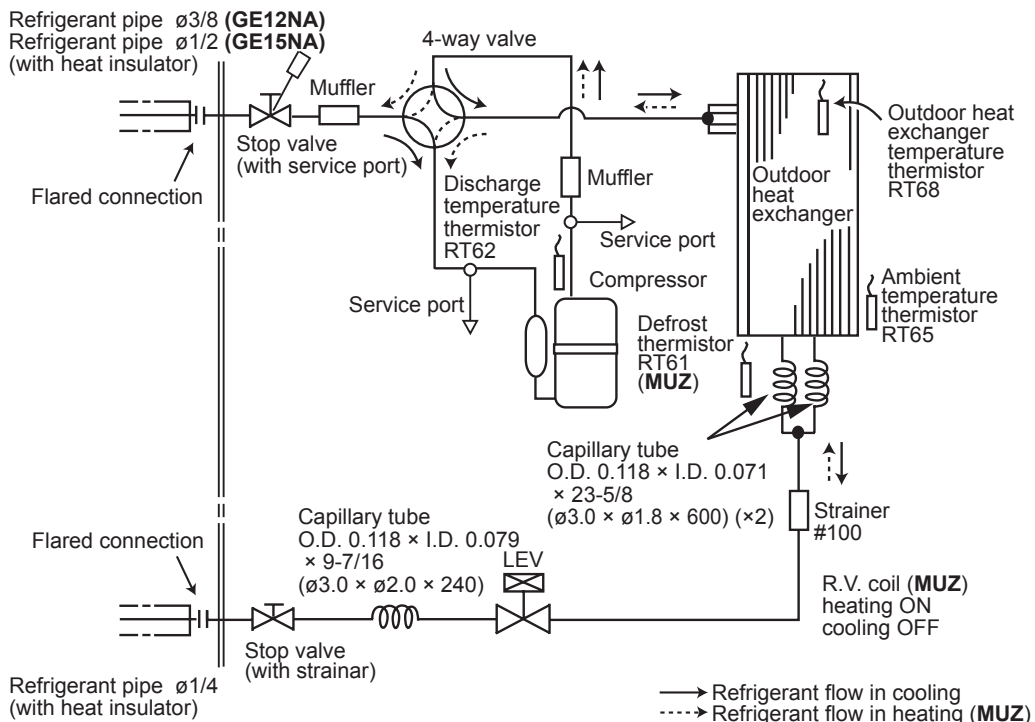 Refrigerant pipe ø3/8 (GE12NA)
Refrigerant pipe ø1/2 (GE15NA)
(with heat insulator)
4-way valve
Muffler
Stop valve
(with service port)
Flared connection
Discharge
temperature
thermistor
RT62
Muffler
Service port
Service port
Compressor
Outdoor
heat
exchanger
Outdoor heat
exchanger
temperature
thermistor
RT68
Ambient
temperature
thermistor
RT65
Defrost
thermistor
RT61
(MUZ)
Capillary tube
O.D. 0.118 × I.D. 0.071
× 23-5/8
(ø3.0 × ø1.8 × 600) (×2)
Strainer
#100
Flared connection
Capillary tube
O.D. 0.118 × I.D. 0.079
× 9-7/16
(ø3.0 × ø2.0 × 240)
LEV
R.V. coil (MUZ)
heating ON
cooling OFF
Stop valve
(with strainar)
Refrigerant pipe ø1/4
(with heat insulator)
Refrigerant flow in cooling
Refrigerant flow in heating (MUZ)